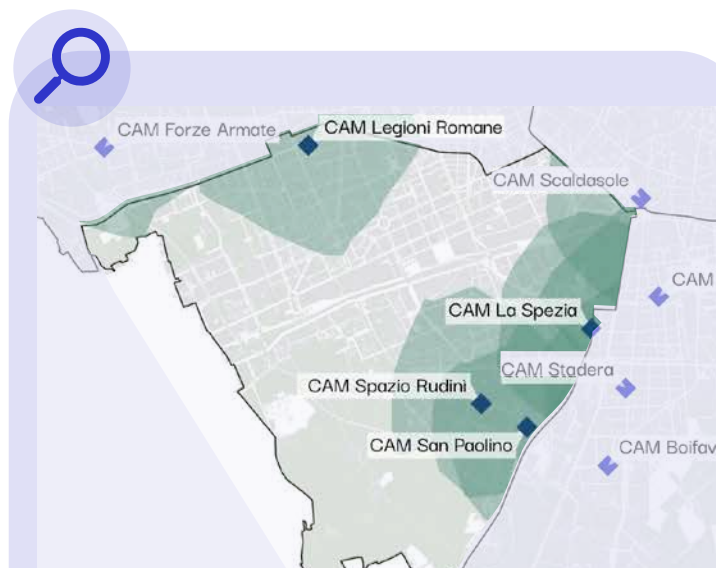 CAM Forze Armate
CAM Legioni Romane
CAM Scaldasole
CAM
CAM La Spezia
CAM Stadera
CAM Spazio Rudinì
CAM San Paolino
CAM Boifav